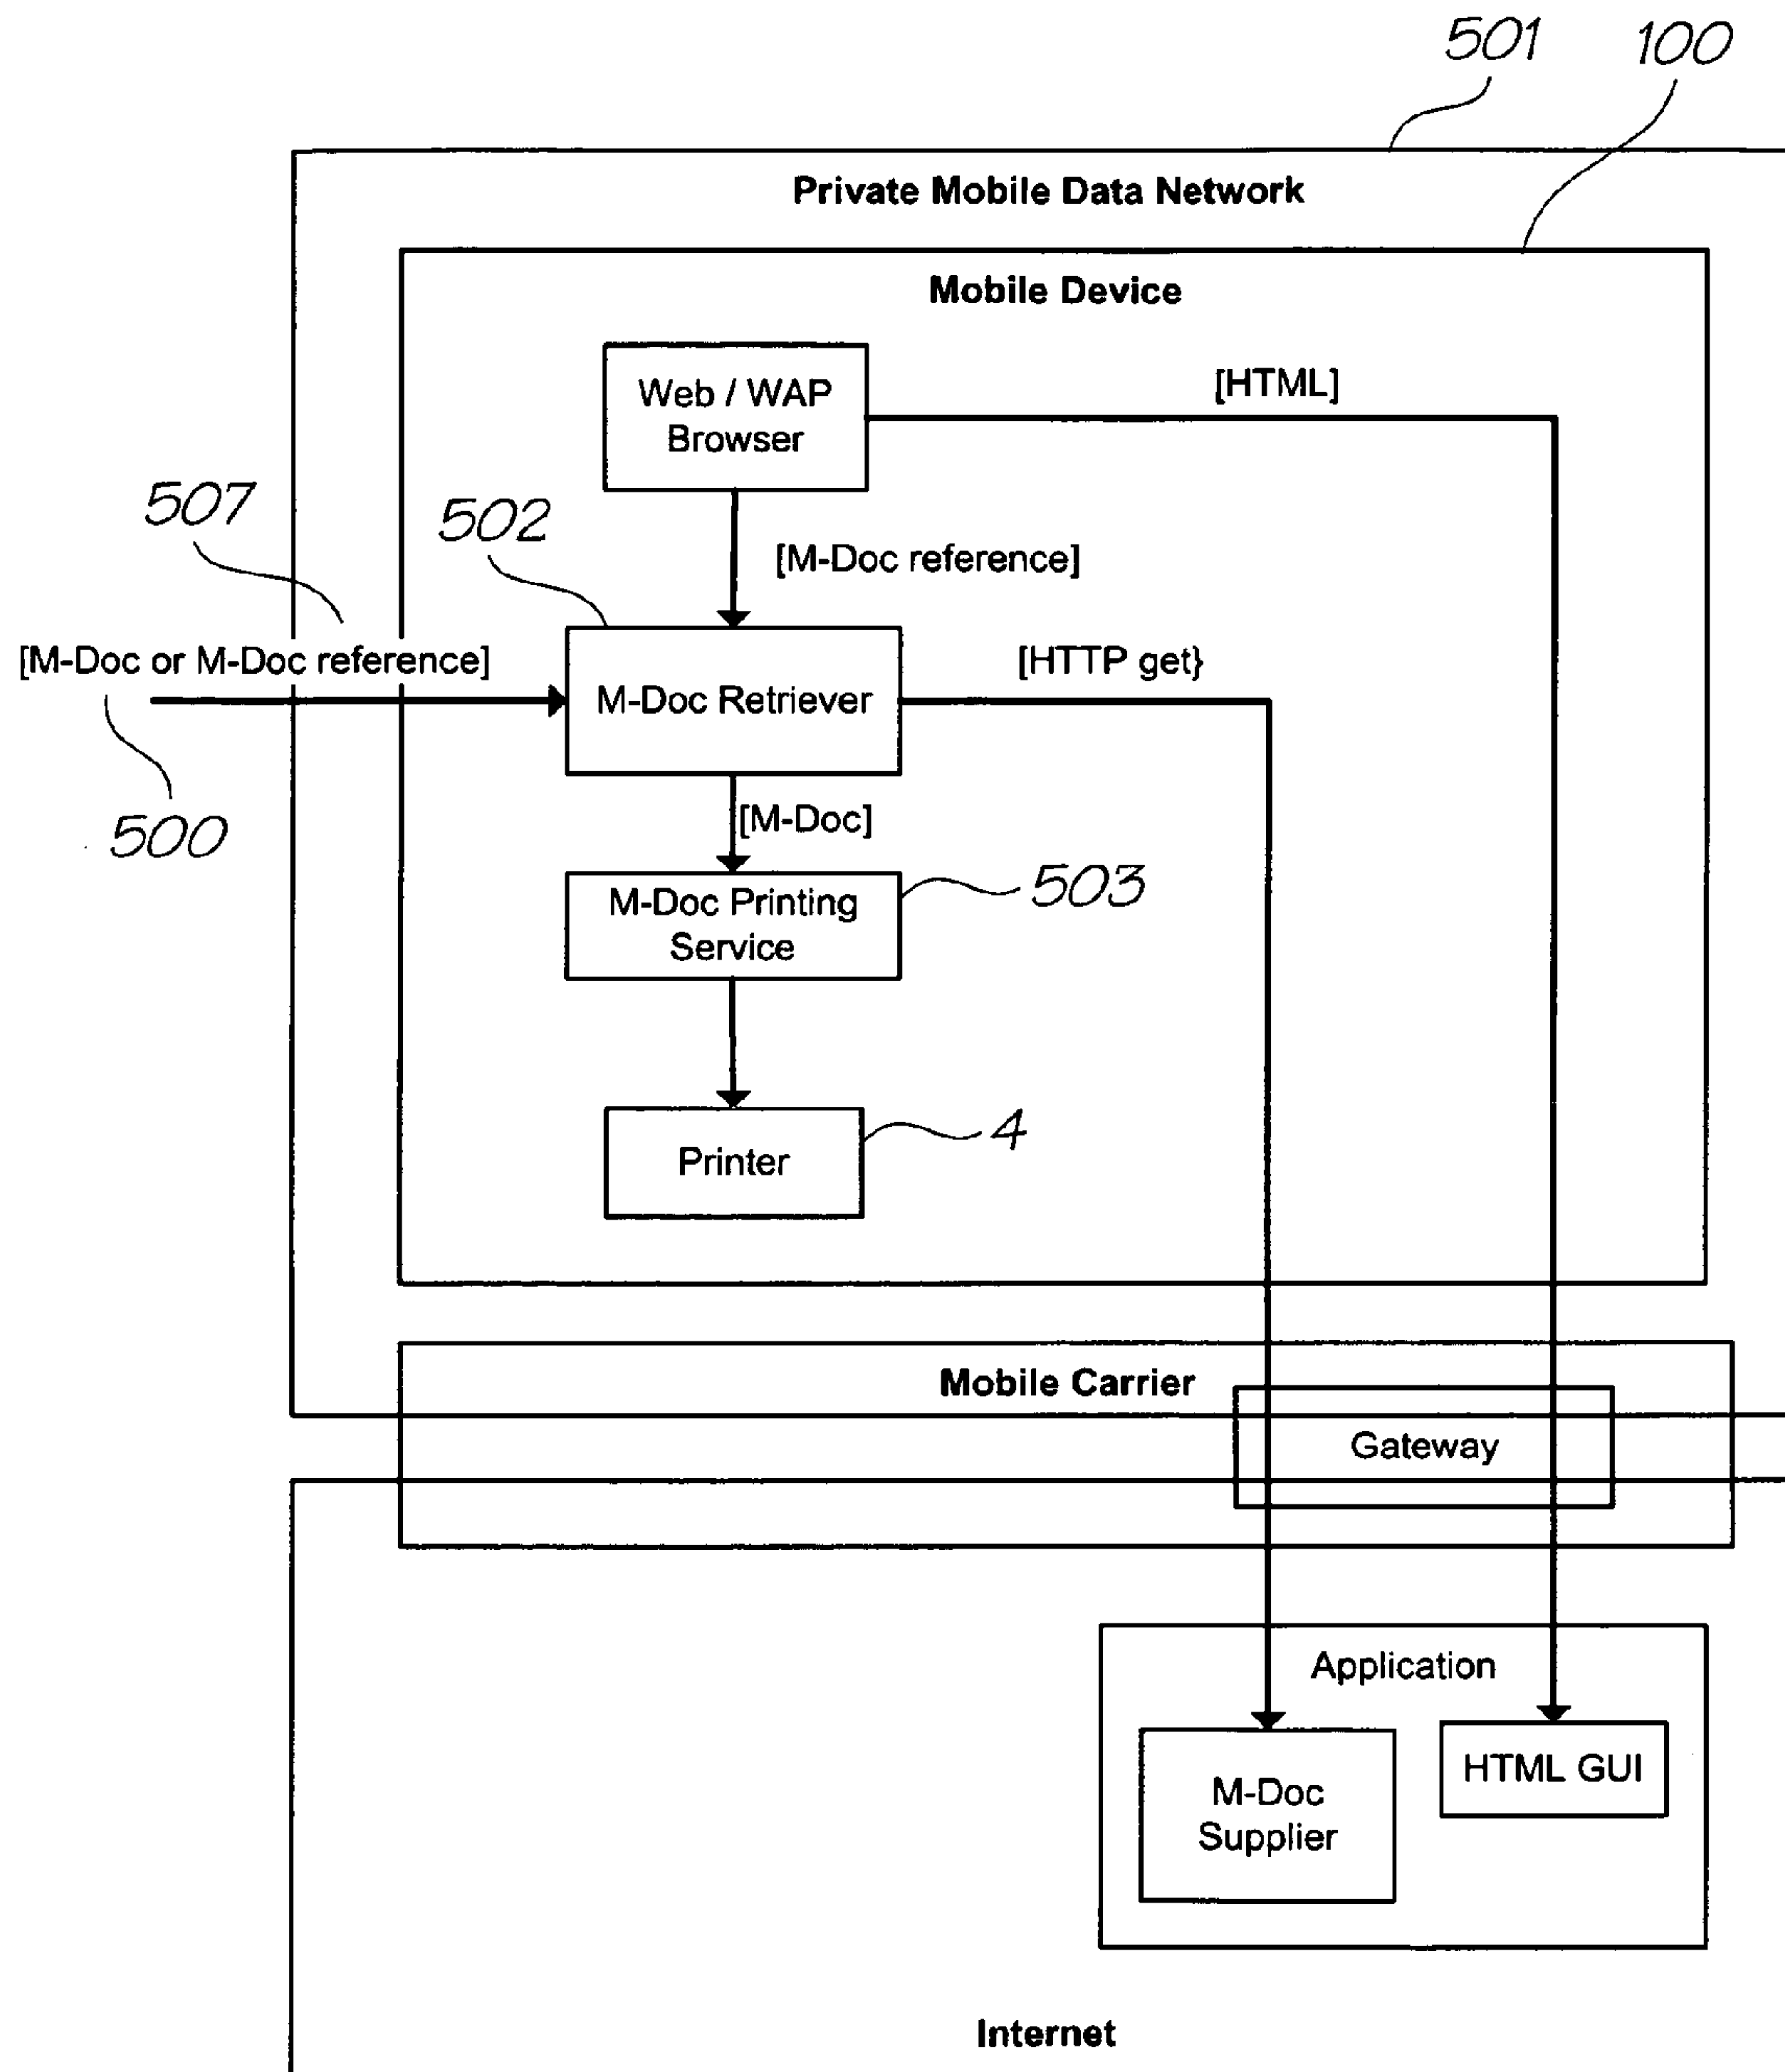 501 100
Private Mobile Data Network
Mobile Device
Web / WAP
Browser
[HTML]
507
502
[M-Doc reference]
[M-Doc or M-Doc reference]
M-Doc Retriever
[HTTP get}
500
[M-Doc]
M-Doc Printing
Service
503
Printer
4
Mobile Carrier
Gateway
Application
M-Doc
Supplier
HTML GUI
Internet